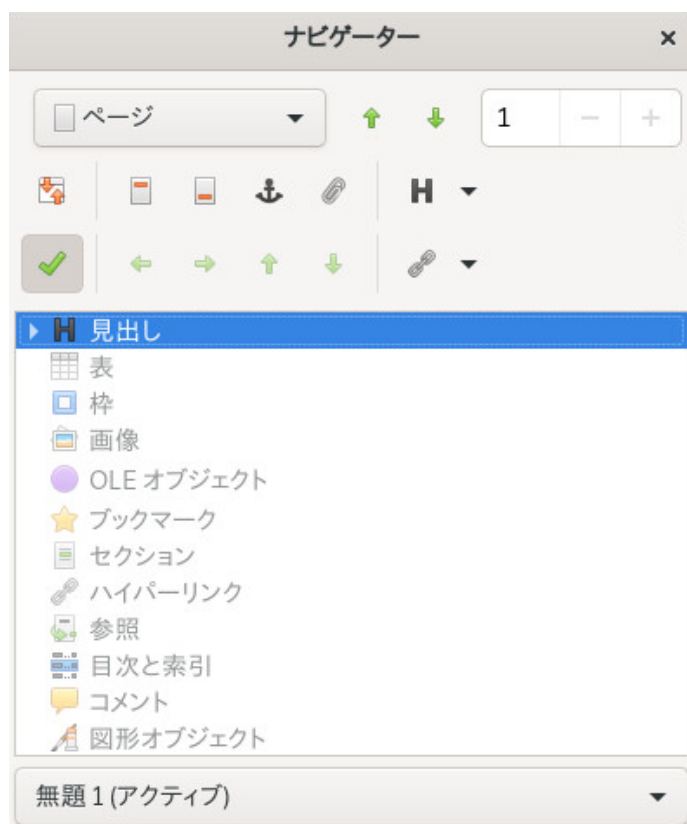 ナビゲーター
ページ
1
見出し
表
枠
画像
OLE オブジェクト
ブックマーク
セクション
ハイパーリンク
参照
目次と索引
コメント
図形オブジェクト
無題 1 (アクティブ)